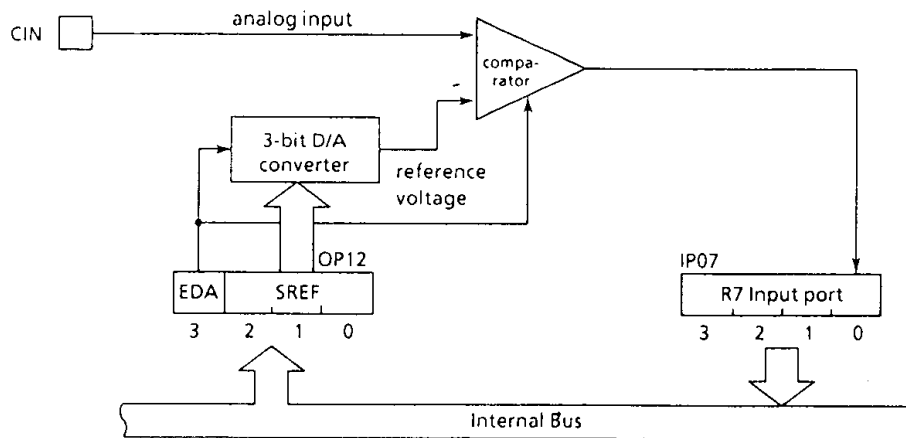 analog input
CIN
compa-
rator
3-bit D/A
converter
reference
voltage
OP12
EDA
SREF
3 2 1 0
IP07
R7 Input port
3 2 1 0
Internal Bus